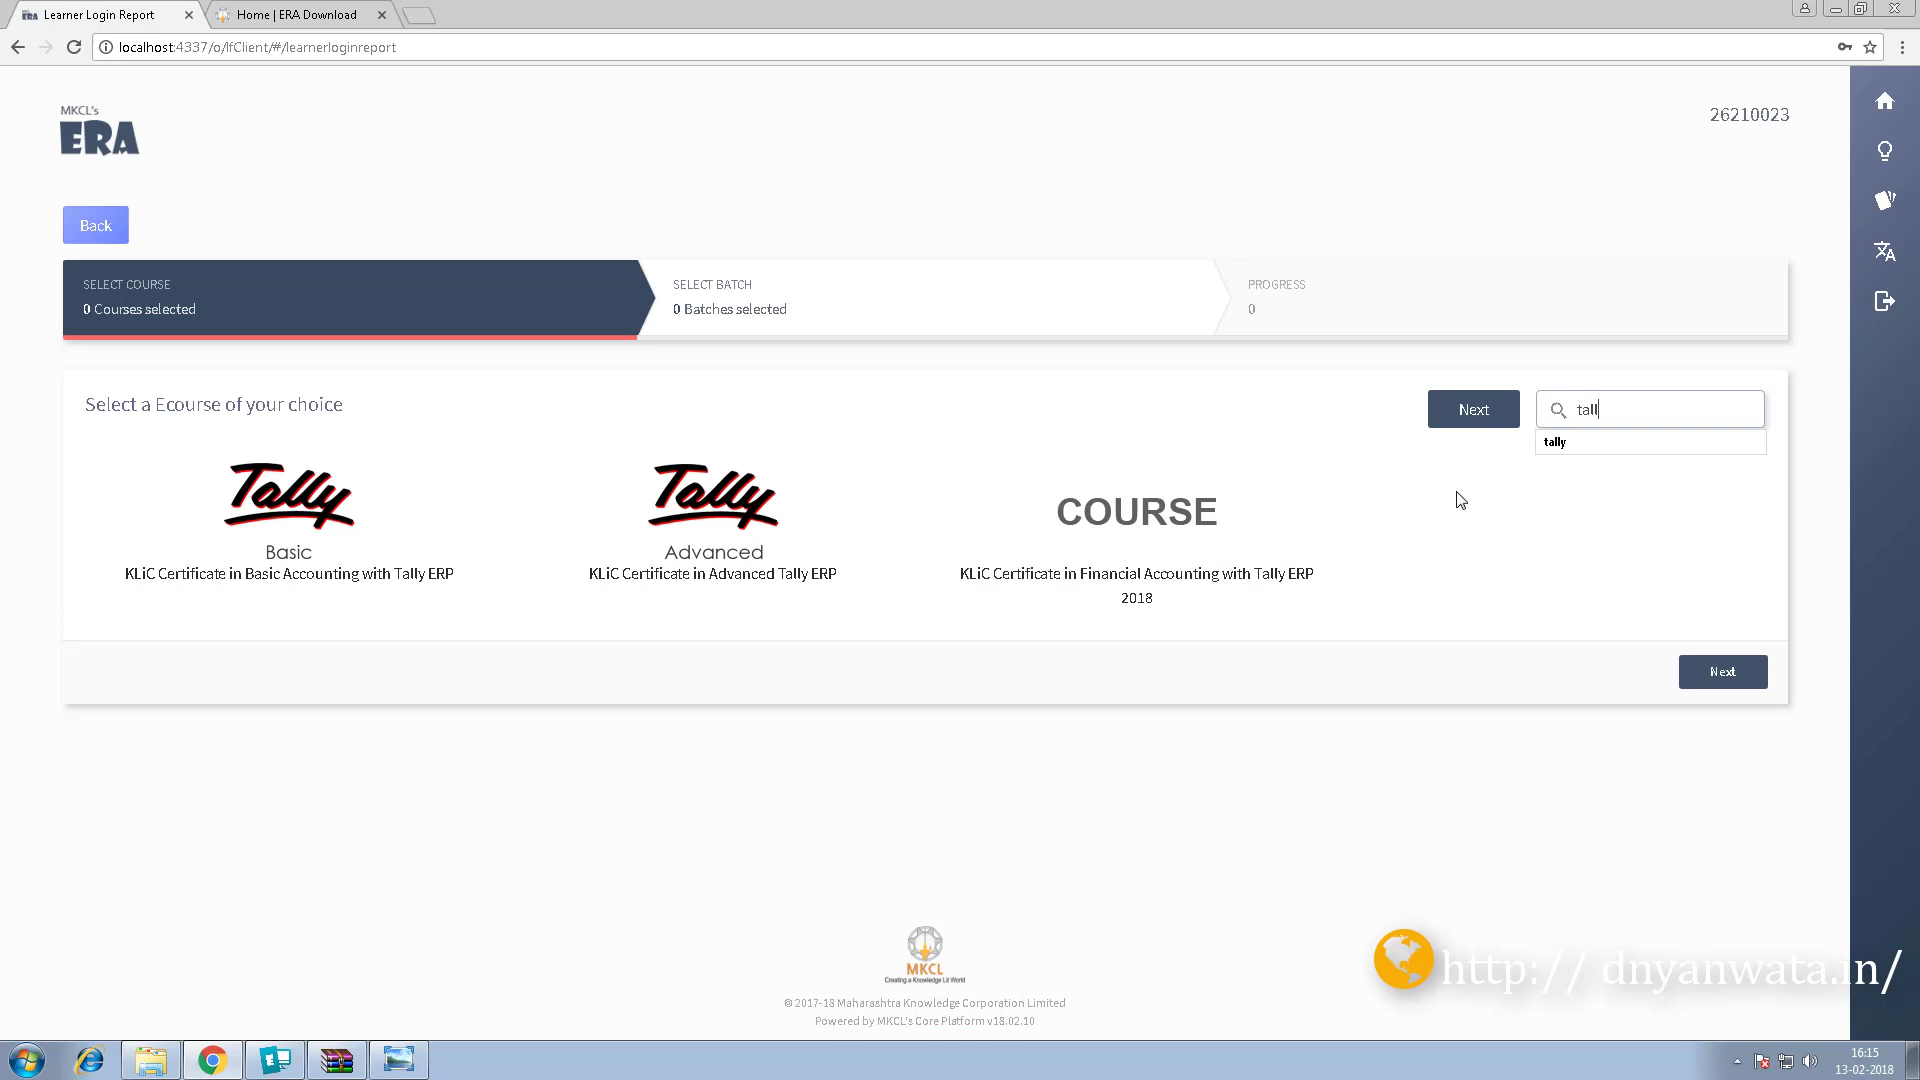 Learner Login Report
Home | ERA Download
localhost:4337/o/lfClient/#/learnerloginreport
MKCL's
ERA
26210023
Back
SELECT COURSE
0 Courses selected
SELECT BATCH
0 Batches selected
PROGRESS
0
Select a Ecourse of your choice
Next
tall
tally
Tally
Basic
KLiC Certificate in Basic Accounting with Tally ERP
Tally
Advanced
KLiC Certificate in Advanced Tally ERP
COURSE
KLiC Certificate in Financial Accounting with Tally ERP
2018
Next
MKCL
Creating a Knowledge Lit World
© 2017-18 Maharashtra Knowledge Corporation Limited
Powered by MKCL's Core Platform v18.02.10
http:// dnyanwata.in/
16:15
13-02-2018